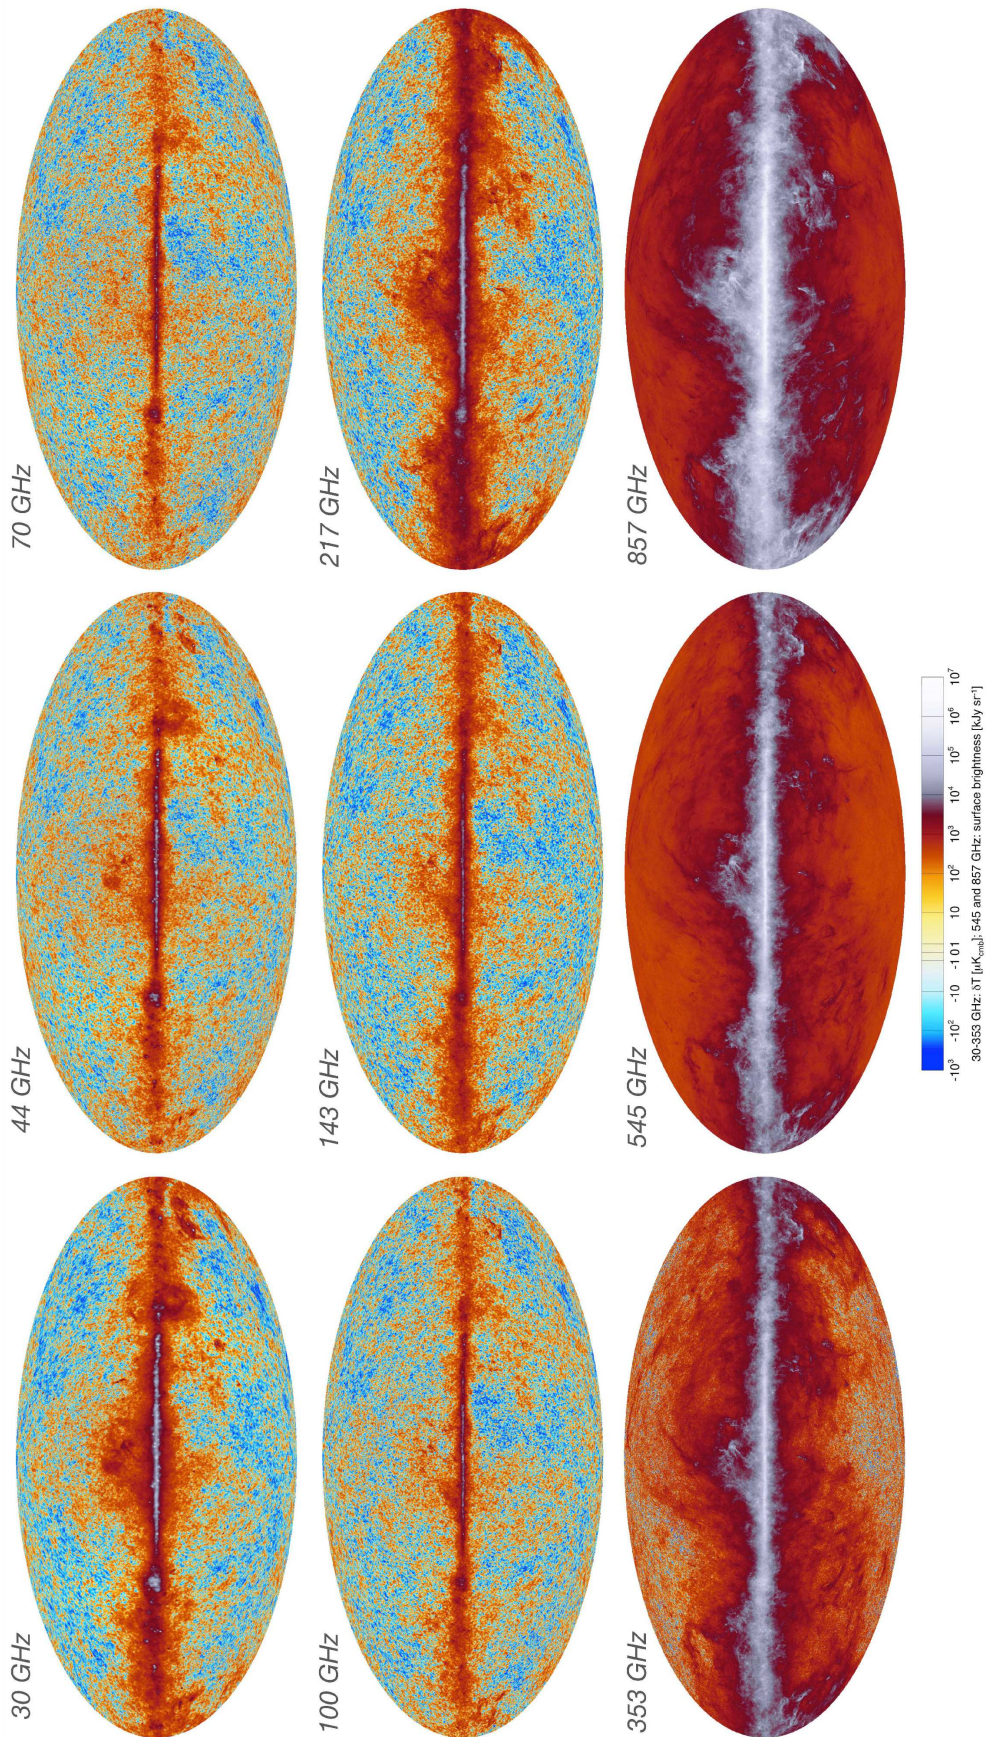 30 GHz
44 GHz
70 GHz
100 GHz
143 GHz
217 GHz
353 GHz
545 GHz
857 GHz
-10³ -10² -10 -1 0 1 10 10² 10³ 10⁴ 10⁵ 10⁶ 10⁷
30-353 GHz: δT [μKcmb]; 545 and 857 GHz: surface brightness [kJy sr⁻¹]